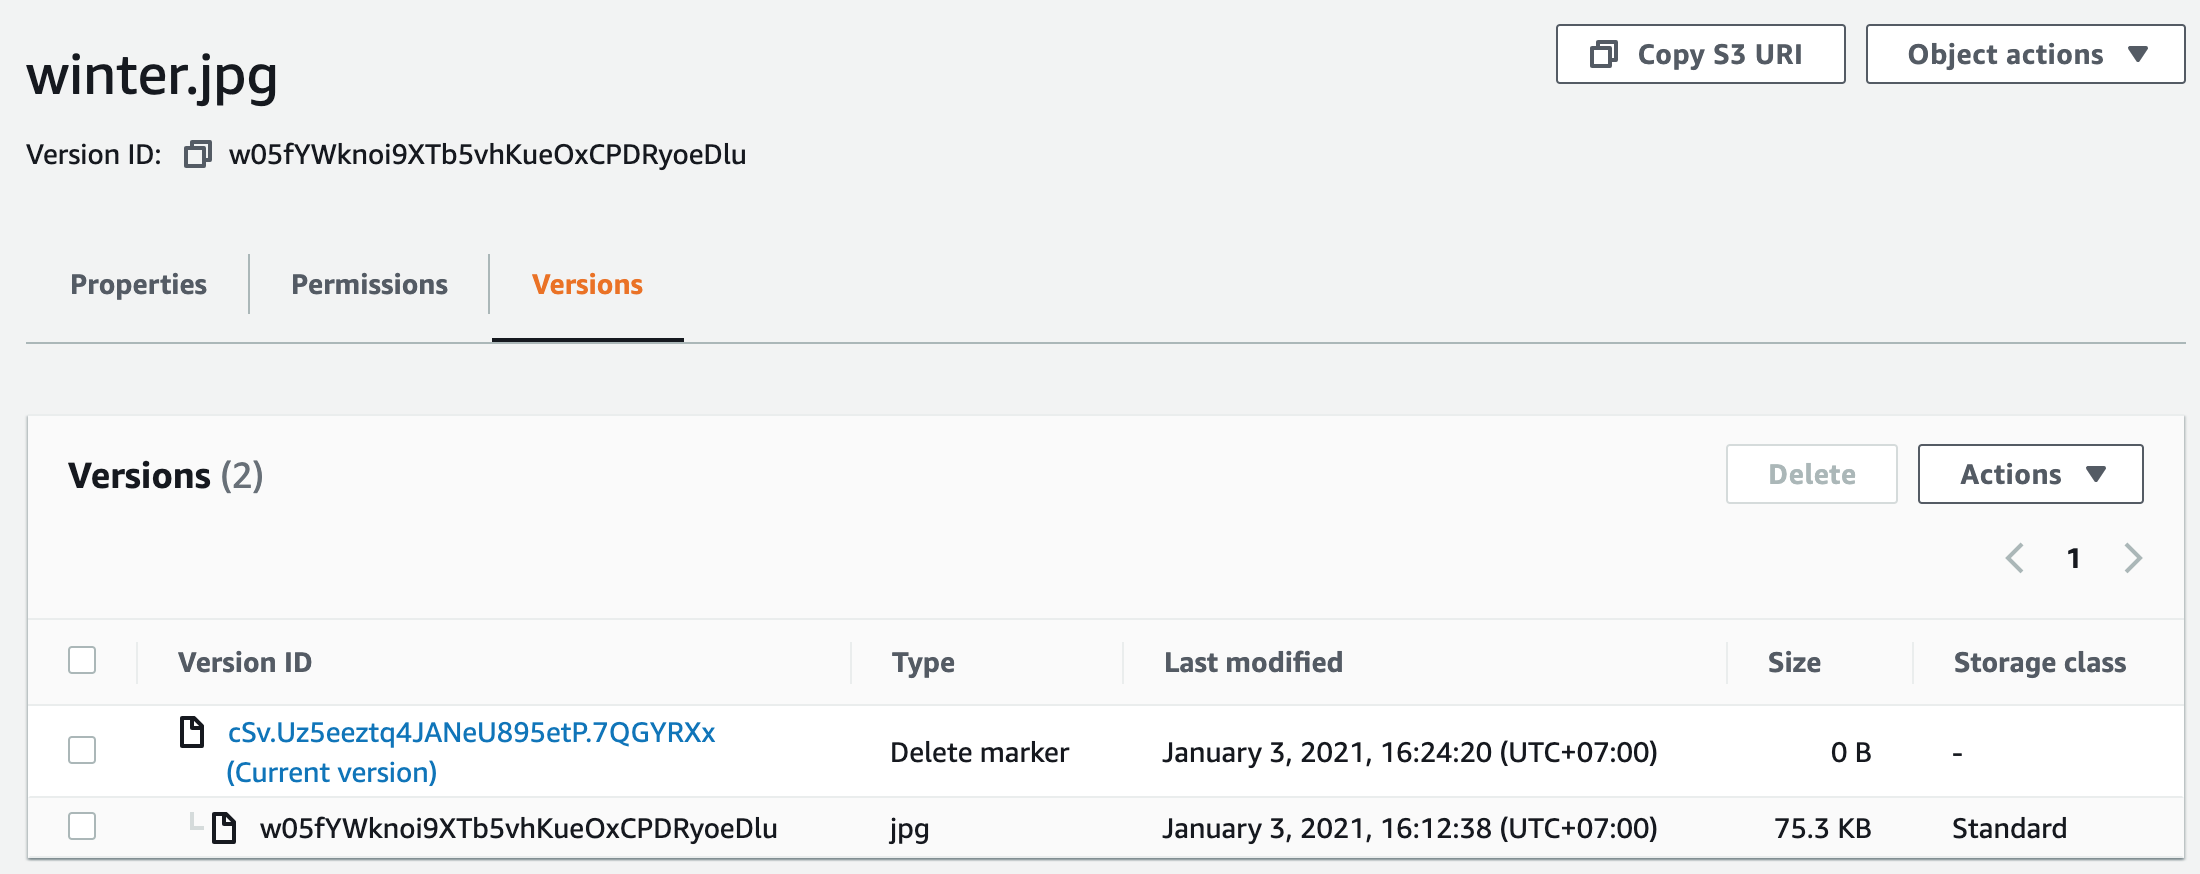 winter.jpg
Copy S3 URI
Object actions
Version ID: w05fYWknoi9XTb5vhKueOxCPDRyoeDlu
Properties
Permissions
Versions
Versions (2)
Delete
Actions
1
Version ID Type Last modified Size Storage class
cSv.Uz5eeztq4JANeU895etP.7QGYRXx
(Current version)
Delete marker January 3, 2021, 16:24:20 (UTC+07:00) 0 B -
w05fYWknoi9XTb5vhKueOxCPDRyoeDlu jpg January 3, 2021, 16:12:38 (UTC+07:00) 75.3 KB Standard